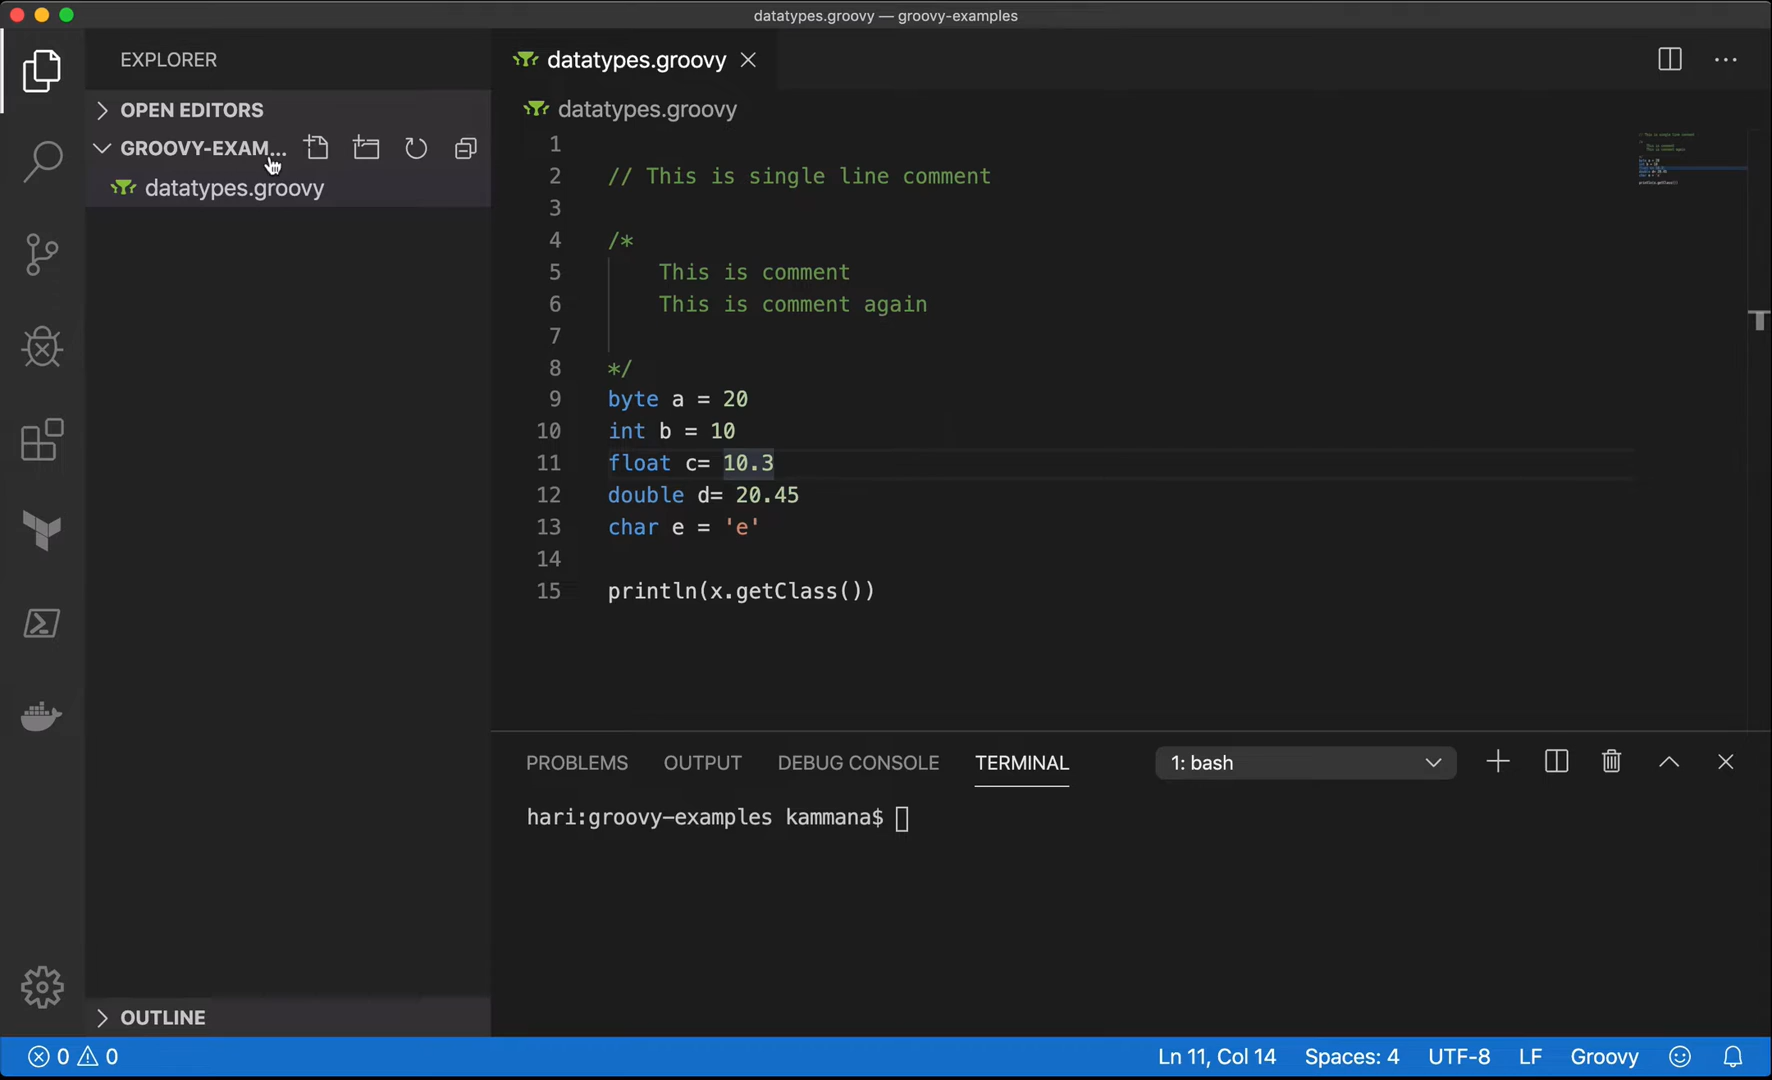 datatypes.groovy — groovy-examples
EXPLORER
OPEN EDITORS
GROOVY-EXAM...
datatypes.groovy
datatypes.groovy
datatypes.groovy
1
2 // This is single line comment
3
4 /*
5 This is comment
6 This is comment again
7
8 */
9 byte a = 20
10 int b = 10
11 float c= 10.3
12 double d= 20.45
13 char e = 'e'
14
15 println(x.getClass())
PROBLEMS OUTPUT DEBUG CONSOLE TERMINAL 1: bash
hari:groovy-examples kammana$
OUTLINE
0 0 Ln 11, Col 14 Spaces: 4 UTF-8 LF Groovy